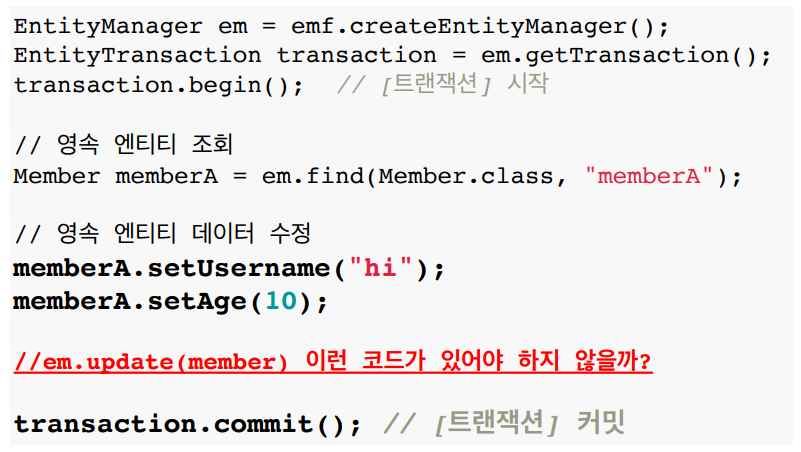 EntityManager em = emf.createEntityManager();
EntityTransaction transaction = em.getTransaction();
transaction.begin();  // [트랜잭션] 시작
// 영속 엔티티 조회
Member memberA = em.find(Member.class, "memberA");
// 영속 엔티티 데이터 수정
memberA.setUsername("hi");
memberA.setAge(10);
//em.update(member) 이런 코드가 있어야 하지 않을까?
transaction.commit(); // [트랜잭션] 커밋